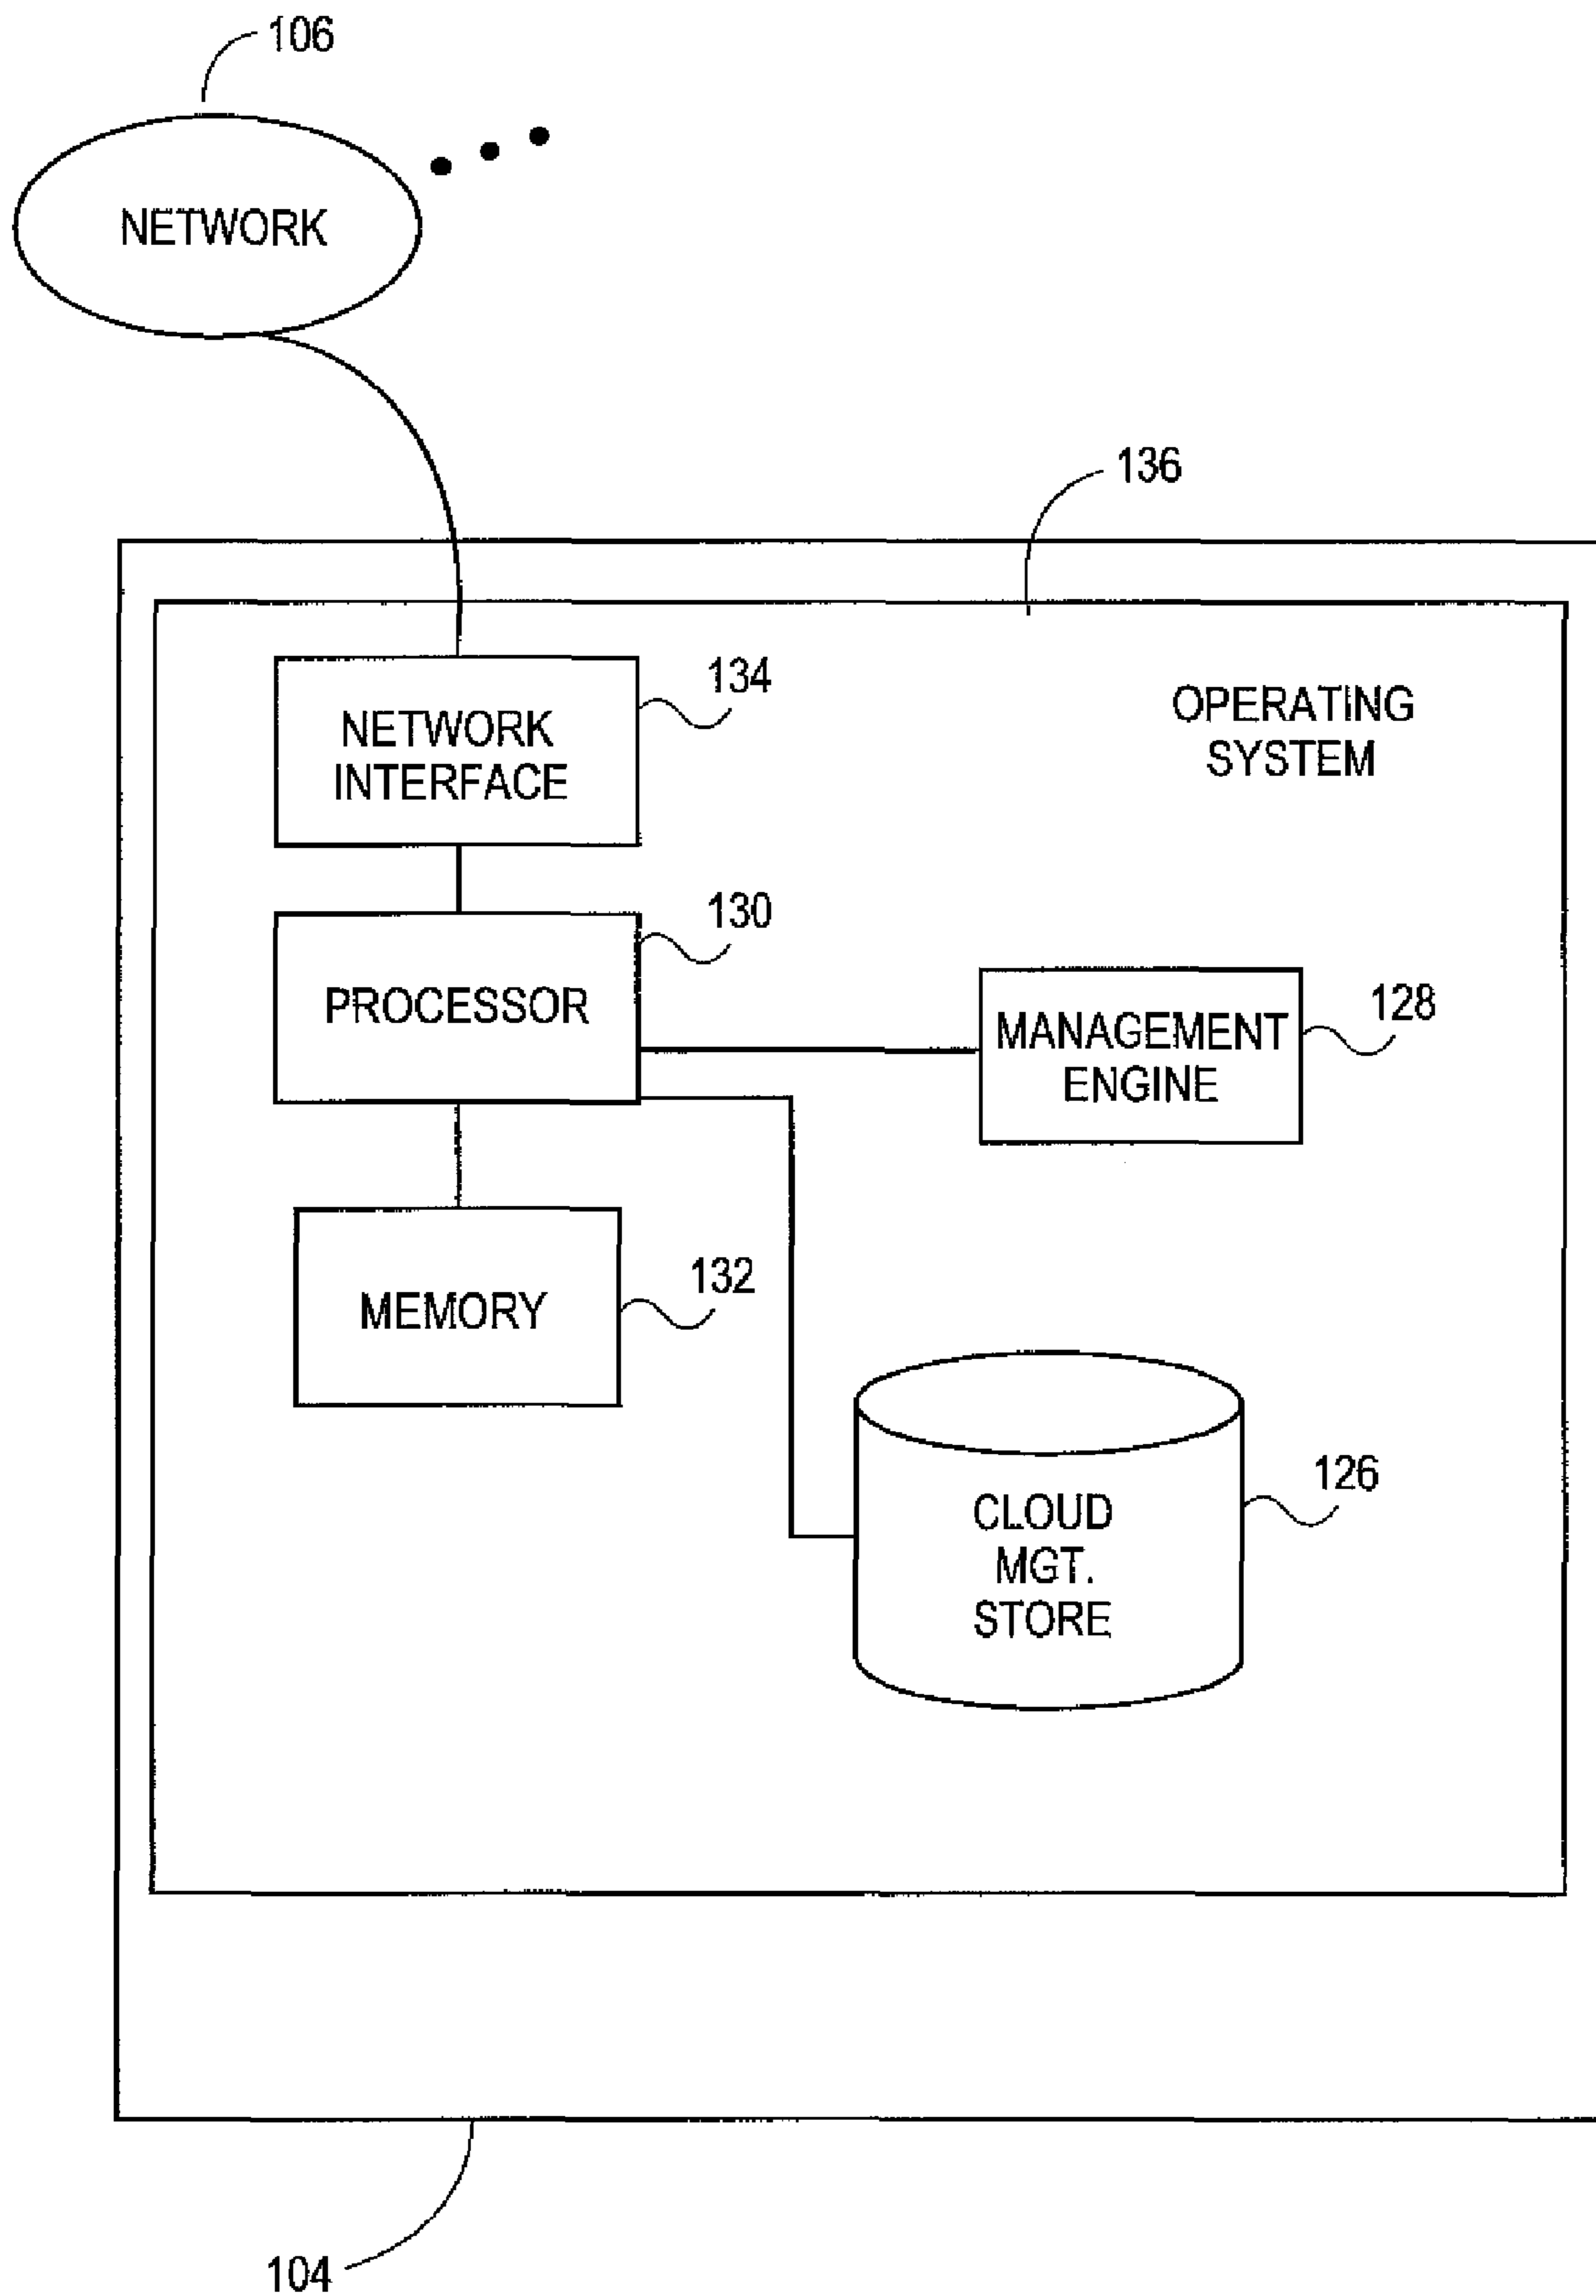 106
NETWORK
136
134
NETWORK
INTERFACE
OPERATING
SYSTEM
130
PROCESSOR
128
MANAGEMENT
ENGINE
132
MEMORY
126
CLOUD
MGT.
STORE
104